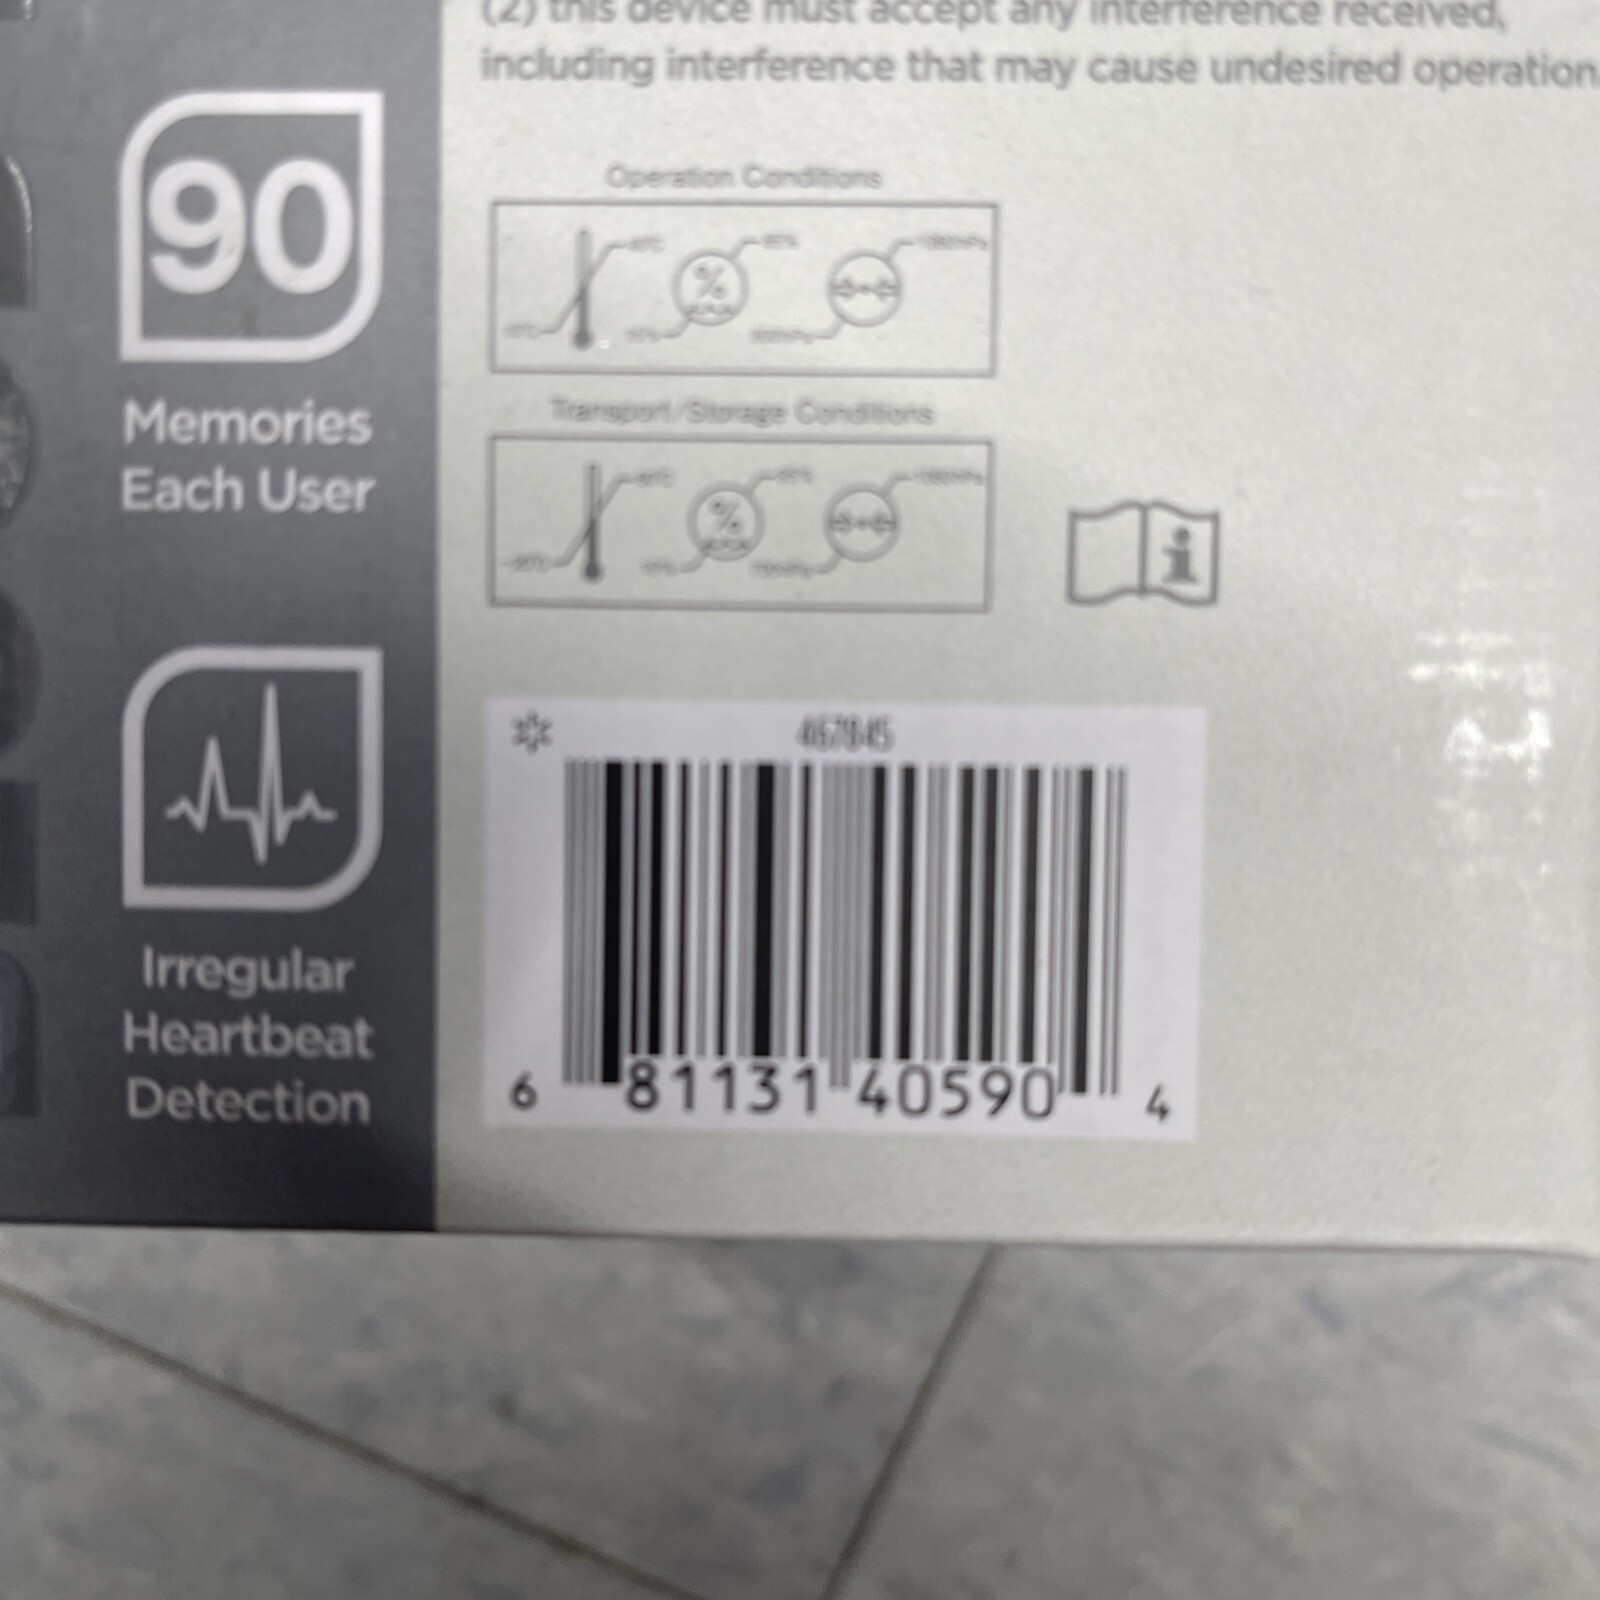 (2) this device must accept any interference received,
including interference that may cause undesired operation.
90
Memories
Each User
Operation Conditions
%
Transport/Storage Conditions
%
i
Irregular
Heartbeat
Detection
467845
6 81131 40590 4